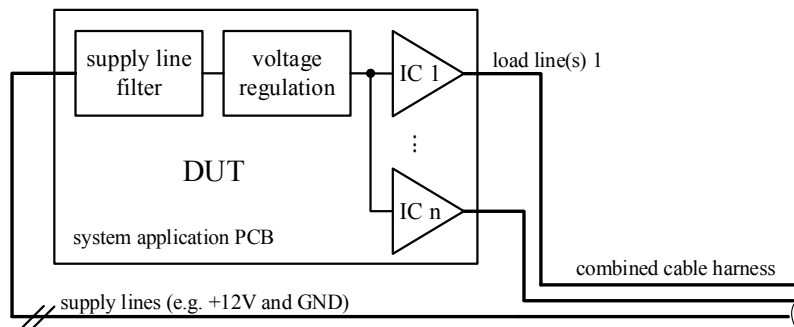 supply line
filter
voltage
regulation
IC 1
load line(s) 1
⋮
DUT
IC n
system application PCB
combined cable harness
supply lines (e.g. +12V and GND)